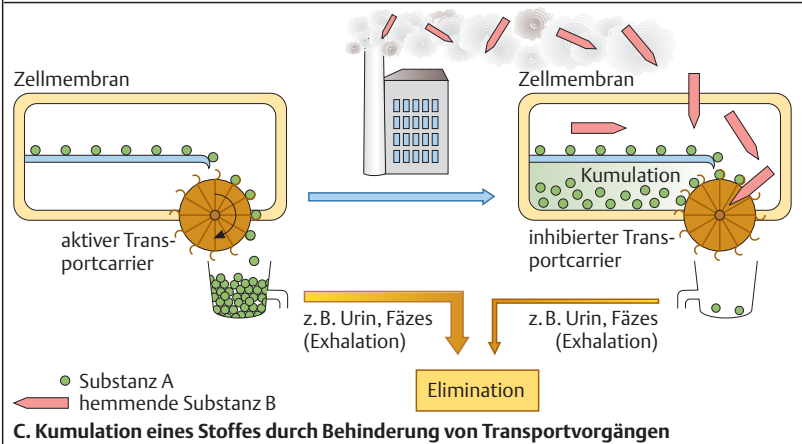 Zellmembran
Zellmembran
Kumulation
aktiver Trans-
portcarrier
inhibierter Trans-
portcarrier
z. B. Urin, Fäzes
(Exhalation)
z. B. Urin, Fäzes
(Exhalation)
Elimination
Substanz A
hemmende Substanz B
C. Kumulation eines Stoffes durch Behinderung von Transportvorgängen